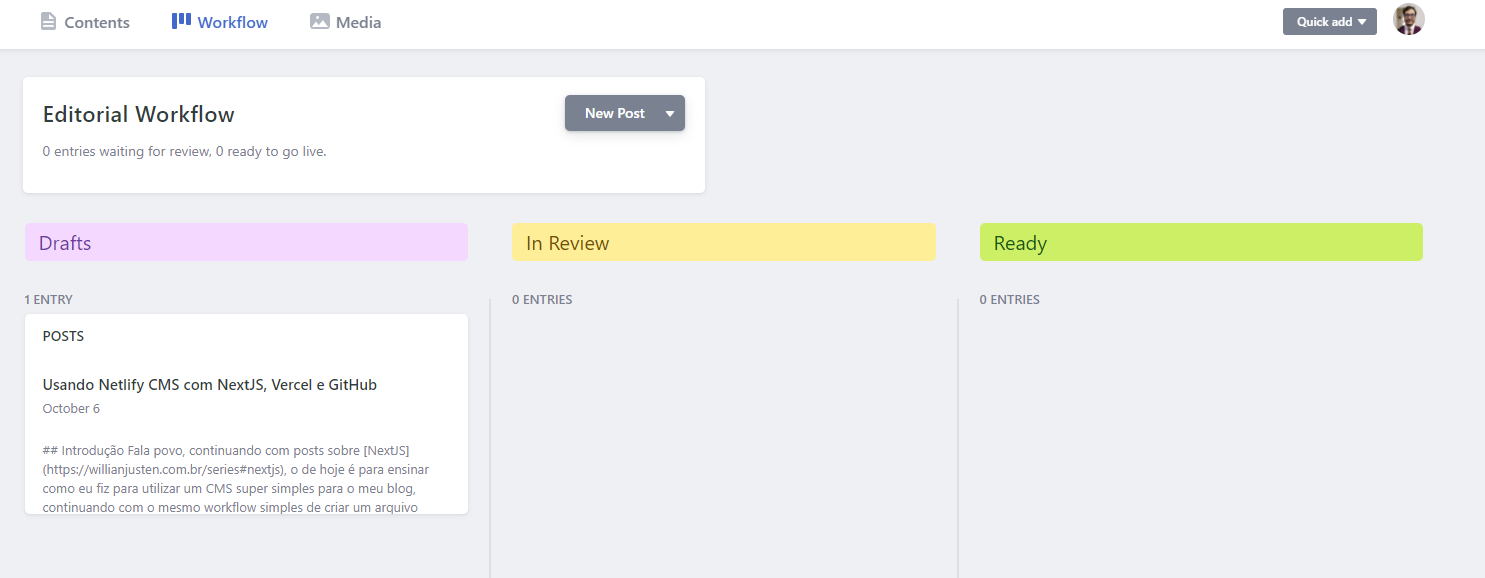 Contents
Workflow
Media
Quick add
Editorial Workflow
New Post
0 entries waiting for review, 0 ready to go live.
Drafts
In Review
Ready
1 ENTRY
0 ENTRIES
0 ENTRIES
POSTS
Usando Netlify CMS com NextJS, Vercel e GitHub
October 6
## Introdução Fala povo, continuando com posts sobre [NextJS]
(https://willianjusten.com.br/series#nextjs), o de hoje é para ensinar
como eu fiz para utilizar um CMS super simples para o meu blog,
continuando com o mesmo workflow simples de criar um arquivo